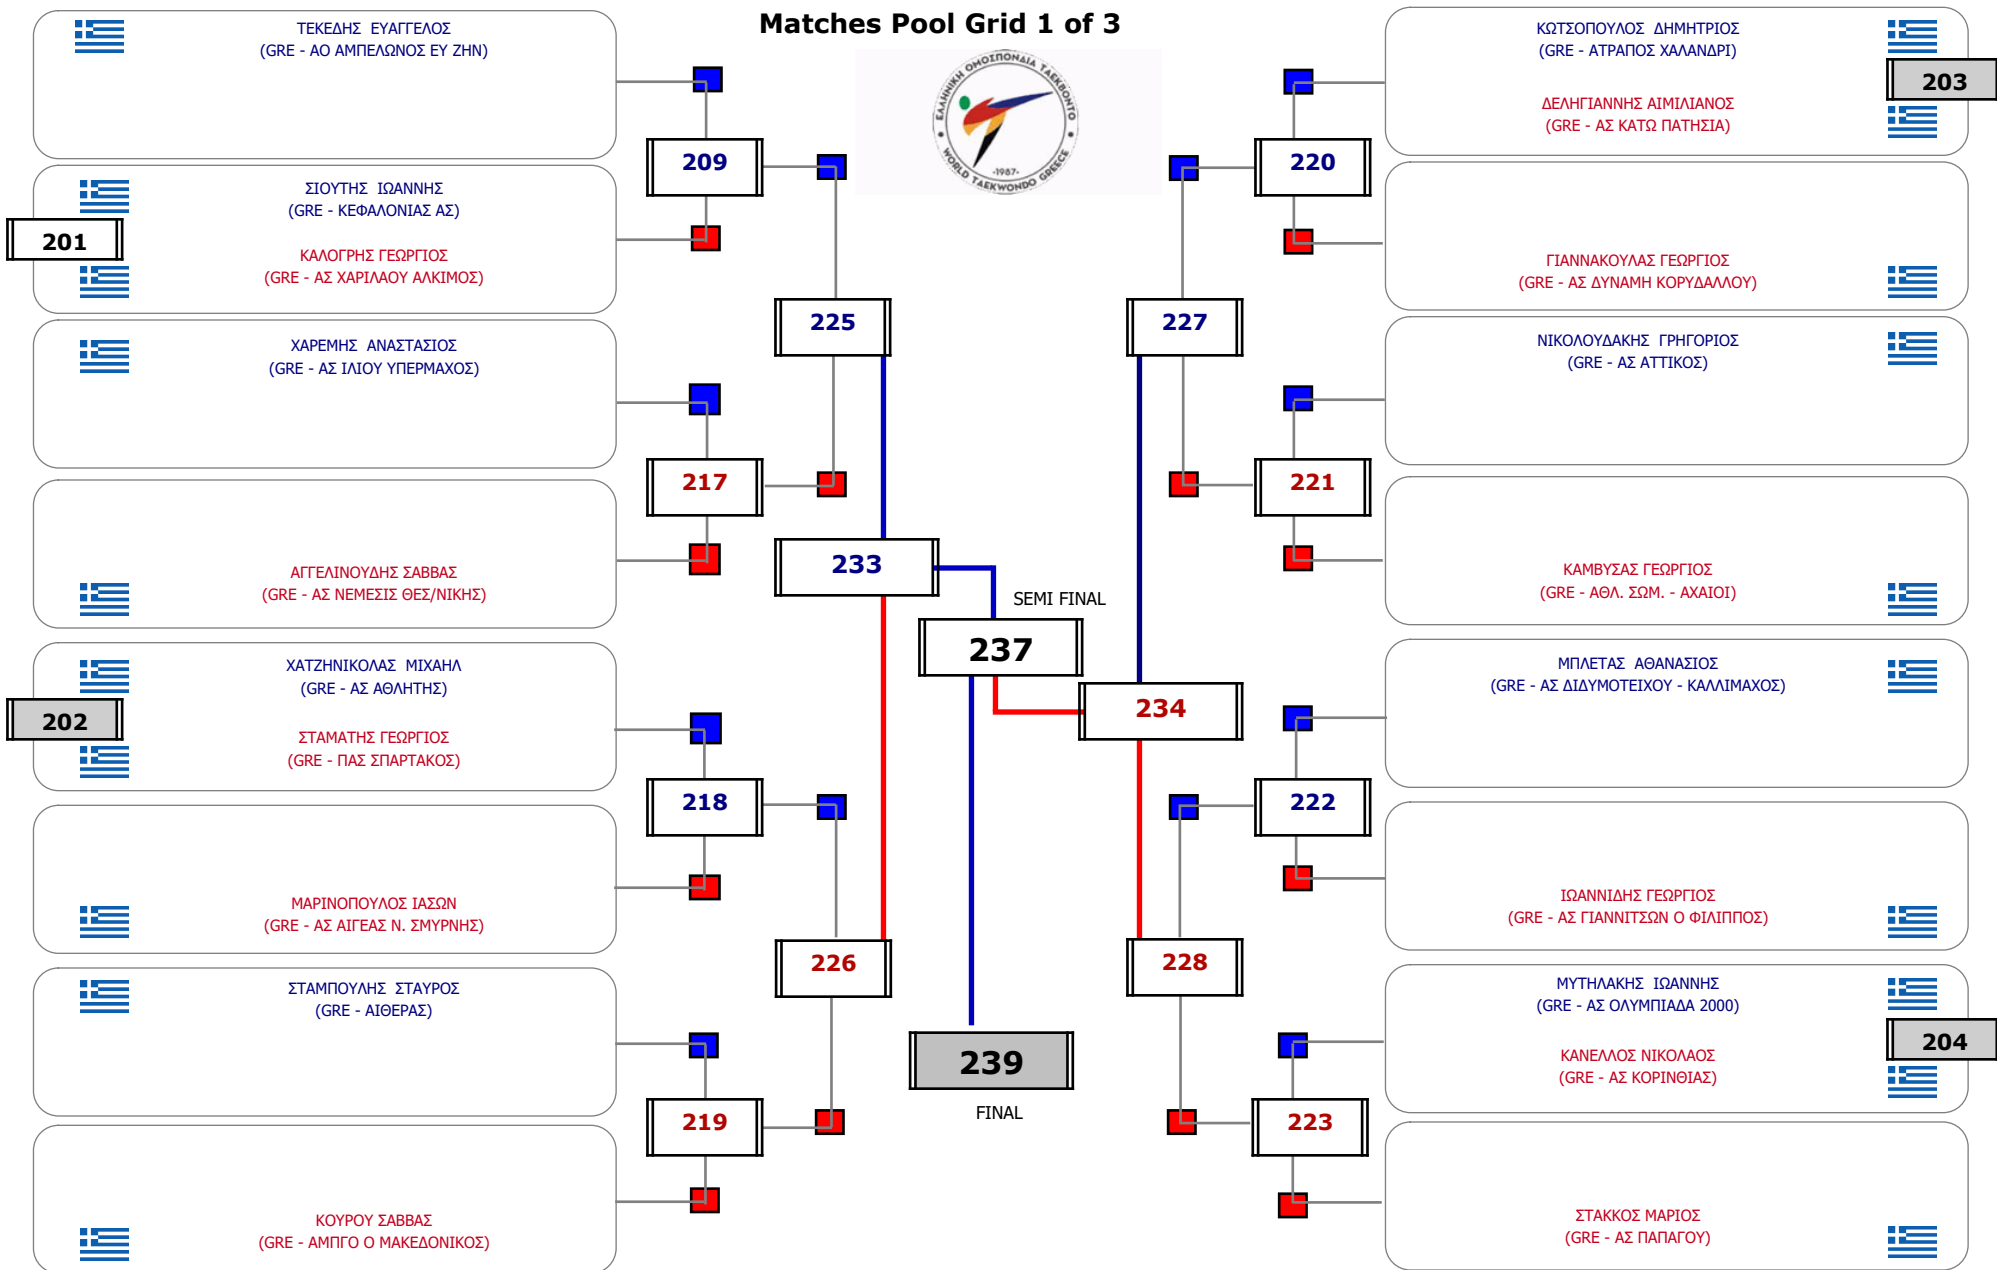 Matches Pool Grid 1 of 3
ΕΛΛΗΝΙΚΗ ΟΜΟΣΠΟΝΔΙΑ ΤΑΕΚΒΟΝΤΟ
-1987-
WORLD TAEKWONDO GREECE
ΤΕΚΕΔΗΣ ΕΥΑΓΓΕΛΟΣ
(GRE - ΑΟ ΑΜΠΕΛΩΝΟΣ ΕΥ ΖΗΝ)
209
ΣΙΟΥΤΗΣ ΙΩΑΝΝΗΣ
(GRE - ΚΕΦΑΛΟΝΙΑΣ ΑΣ)
201
ΚΑΛΟΓΡΗΣ ΓΕΩΡΓΙΟΣ
(GRE - ΑΣ ΧΑΡΙΛΑΟΥ ΑΛΚΙΜΟΣ)
225
ΧΑΡΕΜΗΣ ΑΝΑΣΤΑΣΙΟΣ
(GRE - ΑΣ ΙΛΙΟΥ ΥΠΕΡΜΑΧΟΣ)
217
ΑΓΓΕΛΙΝΟΥΔΗΣ ΣΑΒΒΑΣ
(GRE - ΑΣ ΝΕΜΕΣΙΣ ΘΕΣ/ΝΙΚΗΣ)
233
ΧΑΤΖΗΝΙΚΟΛΑΣ ΜΙΧΑΗΛ
(GRE - ΑΣ ΑΘΛΗΤΗΣ)
202
ΣΤΑΜΑΤΗΣ ΓΕΩΡΓΙΟΣ
(GRE - ΠΑΣ ΣΠΑΡΤΑΚΟΣ)
218
ΜΑΡΙΝΟΠΟΥΛΟΣ ΙΑΣΩΝ
(GRE - ΑΣ ΑΙΓΕΑΣ Ν. ΣΜΥΡΝΗΣ)
226
ΣΤΑΜΠΟΥΛΗΣ ΣΤΑΥΡΟΣ
(GRE - ΑΙΘΕΡΑΣ)
219
ΚΟΥΡΟΥ ΣΑΒΒΑΣ
(GRE - ΑΜΠΓΟ Ο ΜΑΚΕΔΟΝΙΚΟΣ)
SEMI FINAL
237
239
FINAL
ΚΩΤΣΟΠΟΥΛΟΣ ΔΗΜΗΤΡΙΟΣ
(GRE - ΑΤΡΑΠΟΣ ΧΑΛΑΝΔΡΙ)
203
ΔΕΛΗΓΙΑΝΝΗΣ ΑΙΜΙΛΙΑΝΟΣ
(GRE - ΑΣ ΚΑΤΩ ΠΑΤΗΣΙΑ)
220
ΓΙΑΝΝΑΚΟΥΛΑΣ ΓΕΩΡΓΙΟΣ
(GRE - ΑΣ ΔΥΝΑΜΗ ΚΟΡΥΔΑΛΛΟΥ)
227
ΝΙΚΟΛΟΥΔΑΚΗΣ ΓΡΗΓΟΡΙΟΣ
(GRE - ΑΣ ΑΤΤΙΚΟΣ)
221
ΚΑΜΒΥΣΑΣ ΓΕΩΡΓΙΟΣ
(GRE - ΑΘΛ. ΣΩΜ. - ΑΧΑΙΟΙ)
234
ΜΠΛΕΤΑΣ ΑΘΑΝΑΣΙΟΣ
(GRE - ΑΣ ΔΙΔΥΜΟΤΕΙΧΟΥ - ΚΑΛΛΙΜΑΧΟΣ)
222
ΙΩΑΝΝΙΔΗΣ ΓΕΩΡΓΙΟΣ
(GRE - ΑΣ ΓΙΑΝΝΙΤΣΩΝ Ο ΦΙΛΙΠΠΟΣ)
228
ΜΥΤΗΛΑΚΗΣ ΙΩΑΝΝΗΣ
(GRE - ΑΣ ΟΛΥΜΠΙΑΔΑ 2000)
204
ΚΑΝΕΛΛΟΣ ΝΙΚΟΛΑΟΣ
(GRE - ΑΣ ΚΟΡΙΝΘΙΑΣ)
223
ΣΤΑΚΚΟΣ ΜΑΡΙΟΣ
(GRE - ΑΣ ΠΑΠΑΓΟΥ)